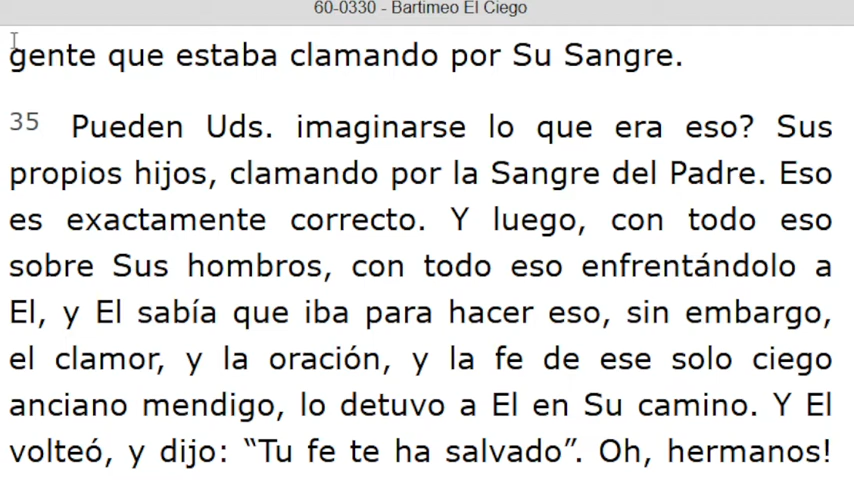 60-0330 - Bartimeo El Ciego
gente que estaba clamando por Su Sangre.
35 Pueden Uds. imaginarse lo que era eso? Sus
propios hijos, clamando por la Sangre del Padre. Eso
es exactamente correcto. Y luego, con todo eso
sobre Sus hombros, con todo eso enfrentándolo a
El, y El sabía que iba para hacer eso, sin embargo,
el clamor, y la oración, y la fe de ese solo ciego
anciano mendigo, lo detuvo a El en Su camino. Y El
volteó, y dijo: “Tu fe te ha salvado”. Oh, hermanos!